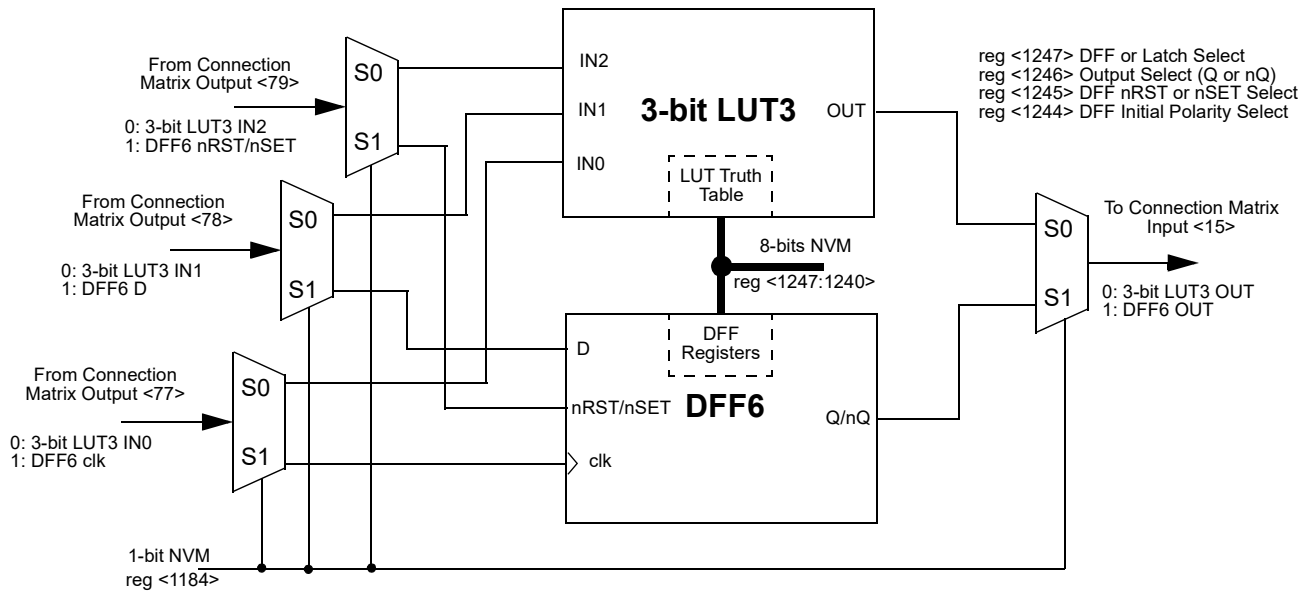 From Connection
Matrix Output <79>
0: 3-bit LUT3 IN2
1: DFF6 nRST/nSET
S0
S1
From Connection
Matrix Output <78>
0: 3-bit LUT3 IN1
1: DFF6 D
S0
S1
From Connection
Matrix Output <77>
0: 3-bit LUT3 IN0
1: DFF6 clk
S0
S1
1-bit NVM
reg <1184>
IN2
IN1
IN0
3-bit LUT3
OUT
LUT Truth
Table
8-bits NVM
reg <1247:1240>
DFF
Registers
D
nRST/nSET
clk
DFF6
Q/nQ
reg <1247> DFF or Latch Select
reg <1246> Output Select (Q or nQ)
reg <1245> DFF nRST or nSET Select
reg <1244> DFF Initial Polarity Select
S0
S1
To Connection Matrix
Input <15>
0: 3-bit LUT3 OUT
1: DFF6 OUT